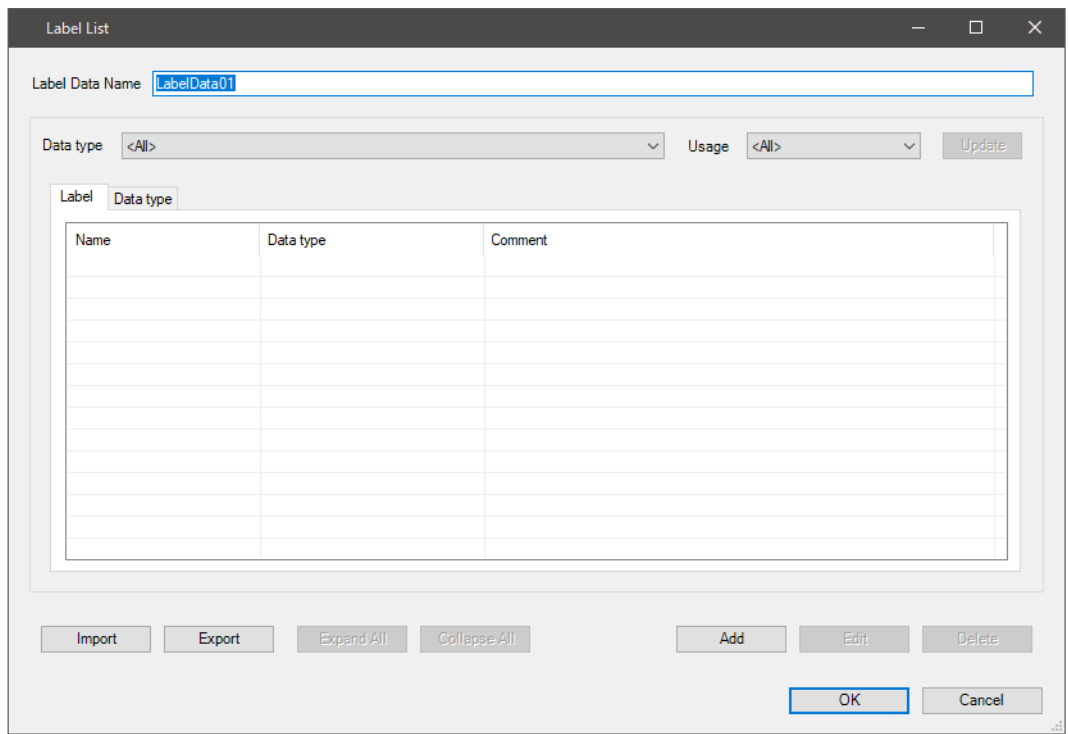 Label List
Label Data Name LabelData01
Data type <All> Usage <All> Update
Label Data type
Name Data type Comment
Import Export Expand All Collapse All Add Edit Delete
OK Cancel